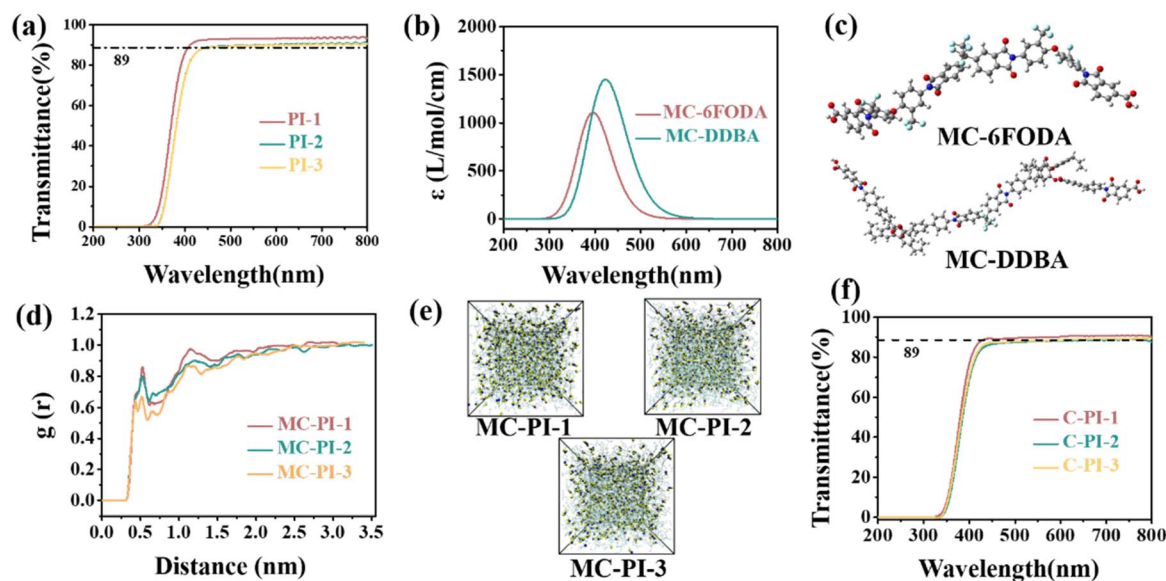 (a)
Transmittance(%)
100
80
60
40
20
0
89
PI-1
PI-2
PI-3
200 300 400 500 600 700 800
Wavelength(nm)
(b)
ε (L/mol/cm)
2000
1500
1000
500
0
MC-6FODA
MC-DDBA
200 300 400 500 600 700 800
Wavelength(nm)
(c)
MC-6FODA
MC-DDBA
(d)
g (r)
1.2
1.0
0.8
0.6
0.4
0.2
0.0
MC-PI-1
MC-PI-2
MC-PI-3
0.0 0.5 1.0 1.5 2.0 2.5 3.0 3.5
Distance (nm)
(e)
MC-PI-1
MC-PI-2
MC-PI-3
(f)
Transmittance(%)
100
80
60
40
20
0
89
C-PI-1
C-PI-2
C-PI-3
200 300 400 500 600 700 800
Wavelength(nm)